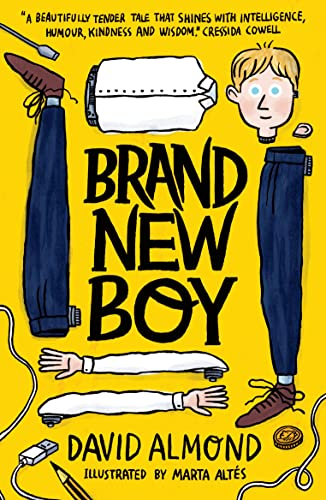 "A BEAUTIFULLY TENDER TALE THAT SHINES WITH INTELLIGENCE,
HUMOUR, KINDNESS AND WISDOM." CRESSIDA COWELL
BRAND
NEW
BOY
DAVID ALMOND
ILLUSTRATED BY MARTA ALTÉS